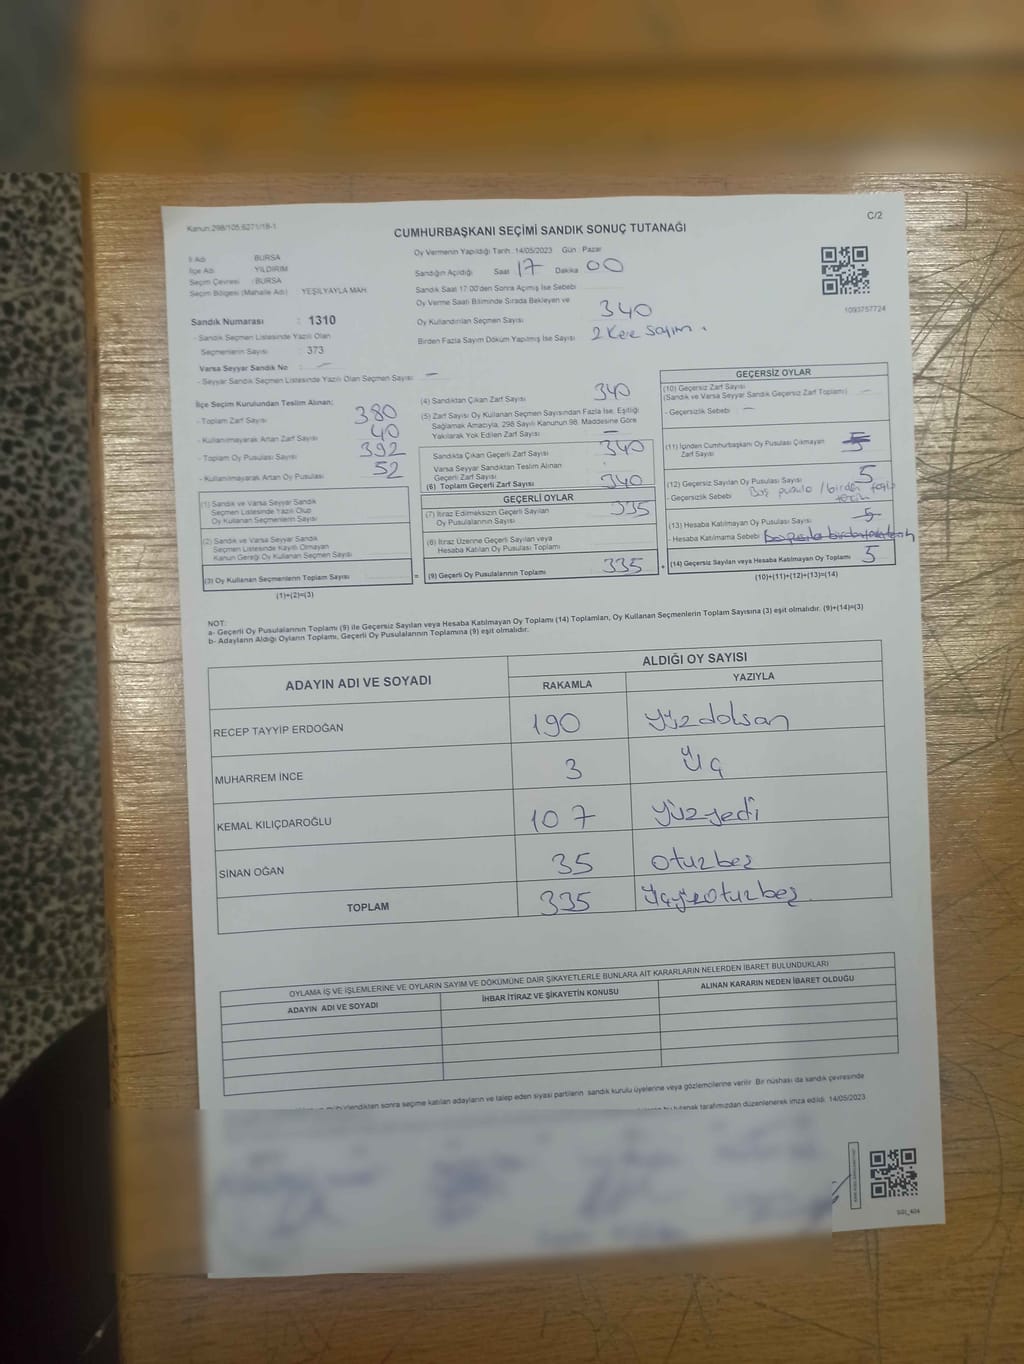 Kanun:298/105,6271/18-1
C/2
CUMHURBAŞKANI SEÇİMİ SANDIK SONUÇ TUTANAĞI
İl Adı BURSA
İlçe Adı YILDIRIM
Seçim Çevresi : BURSA
Seçim Bölgesi (Mahalle Adı) YEŞİLYAYLA MAH.
Sandık Numarası : 1310
- Sandık Seçmen Listesinde Yazılı Olan
Seçmenlerin Sayısı : 373
Varsa Seyyar Sandık No : —
- Seyyar Sandık Seçmen Listesinde Yazılı Olan Seçmen Sayısı : —
Oy Vermenin Yapıldığı Tarih :14/05/2023 Gün : Pazar
Sandığın Açıldığı Saat 17 Dakika 00
Sandık Saat 17:00'den Sonra Açılmış İse Sebebi
Oy Verme Saati Bitiminde Sırada Bekleyen ve
Oy Kullandırılan Seçmen Sayısı 340
Birden Fazla Sayım Döküm Yapılmış İse Sayısı 2 Kere Sayım.
1093757724
İlçe Seçim Kurulundan Teslim Alınan:
- Toplam Zarf Sayısı 380
- Kullanılmayarak Artan Zarf Sayısı 40
- Toplam Oy Pusulası Sayısı 392
- Kullanılmayarak Artan Oy Pusulası 52
(1) Sandık ve Varsa Seyyar Sandık
Seçmen Listesinde Yazılı Olup
Oy Kullanan Seçmenlerin Sayısı
(2) Sandık ve Varsa Seyyar Sandık
Seçmen Listesinde Kayıtlı Olmayan
Kanun Gereği Oy Kullanan Seçmen Sayısı
(3) Oy Kullanan Seçmenlerin Toplam Sayısı
(1)+(2)=(3)
=
(4) Sandıktan Çıkan Zarf Sayısı 340
(5) Zarf Sayısı Oy Kullanan Seçmen Sayısından Fazla İse, Eşitliği
Sağlamak Amacıyla, 298 Sayılı Kanunun 98. Maddesine Göre
Yakılarak Yok Edilen Zarf Sayısı —
Sandıkta Çıkan Geçerli Zarf Sayısı 340
Varsa Seyyar Sandıktan Teslim Alınan
Geçerli Zarf Sayısı
(6) Toplam Geçerli Zarf Sayısı 340
GEÇERLİ OYLAR
(7) İtiraz Edilmeksizin Geçerli Sayılan
Oy Pusulasının Sayısı 335
(8) İtiraz Üzerine Geçerli Sayılan veya
Hesaba Katılan Oy Pusulası Toplamı
(9) Geçerli Oy Pusulalarının Toplamı 335
+
GEÇERSİZ OYLAR
(10) Geçersiz Zarf Sayısı
(Sandık ve Varsa Seyyar Sandık Geçersiz Zarf Toplamı) —
- Geçersizlik Sebebi : —
(11) İçinden Cumhurbaşkanı Oy Pusulası Çıkmayan
Zarf Sayısı 5
(12) Geçersiz Sayılan Oy Pusulası Sayısı 5
- Geçersizlik Sebebi Boş pusula / birden fazla
tercih
(13) Hesaba Katılmayan Oy Pusulası Sayısı 5
- Hesaba Katılmama Sebebi
(14) Geçersiz Sayılan veya Hesaba Katılmayan Oy Toplamı 5
(10)+(11)+(12)+(13)=(14)
NOT:
a- Geçerli Oy Pusulalarının Toplamı (9) ile Geçersiz Sayılan veya Hesaba Katılmayan Oy Toplamı (14) Toplamları, Oy Kullanan Seçmenlerin Toplam Sayısına (3) eşit olmalıdır. (9)+(14)=(3)
b- Adayların Aldığı Oyların Toplamı, Geçerli Oy Pusulalarının Toplamına (9) eşit olmalıdır.
ADAYIN ADI VE SOYADI
ALDIĞI OY SAYISI
RAKAMLA YAZIYLA
RECEP TAYYİP ERDOĞAN 190 Yüzdoksan
MUHARREM İNCE 3 Üç
KEMAL KILIÇDAROĞLU 107 yüzyedi
SİNAN OĞAN 35 otuzbeş
TOPLAM 335 Üçyüzotuzbeş
OYLAMA İŞ VE İŞLEMLERİNE VE OYLARIN SAYIM VE DÖKÜMÜNE DAİR ŞİKAYETLERLE BUNLARA AİT KARARLARIN NELERDEN İBARET BULUNDUKLARI
ADAYIN ADI VE SOYADI İHBAR İTİRAZ VE ŞİKAYETİN KONUSU ALINAN KARARIN NEDEN İBARET OLDUĞU
sonra seçime katılan adayların ve talep eden siyasi partilerin sandık kurulu üyelerine veya gözlemcilerine verilir. Bir nüshası da sandık çevresinde
tutanak tarafımızdan düzenlenerek imza edildi. 14/05/2023